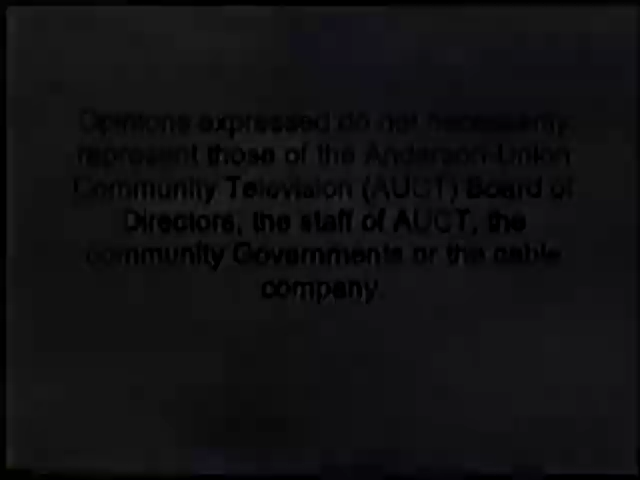 Opinions expressed do not necessarily
represent those of the Anderson-Union
Community Television (AUCT) Board of
Directors, the staff of AUCT, the
community Governments or the cable
company.